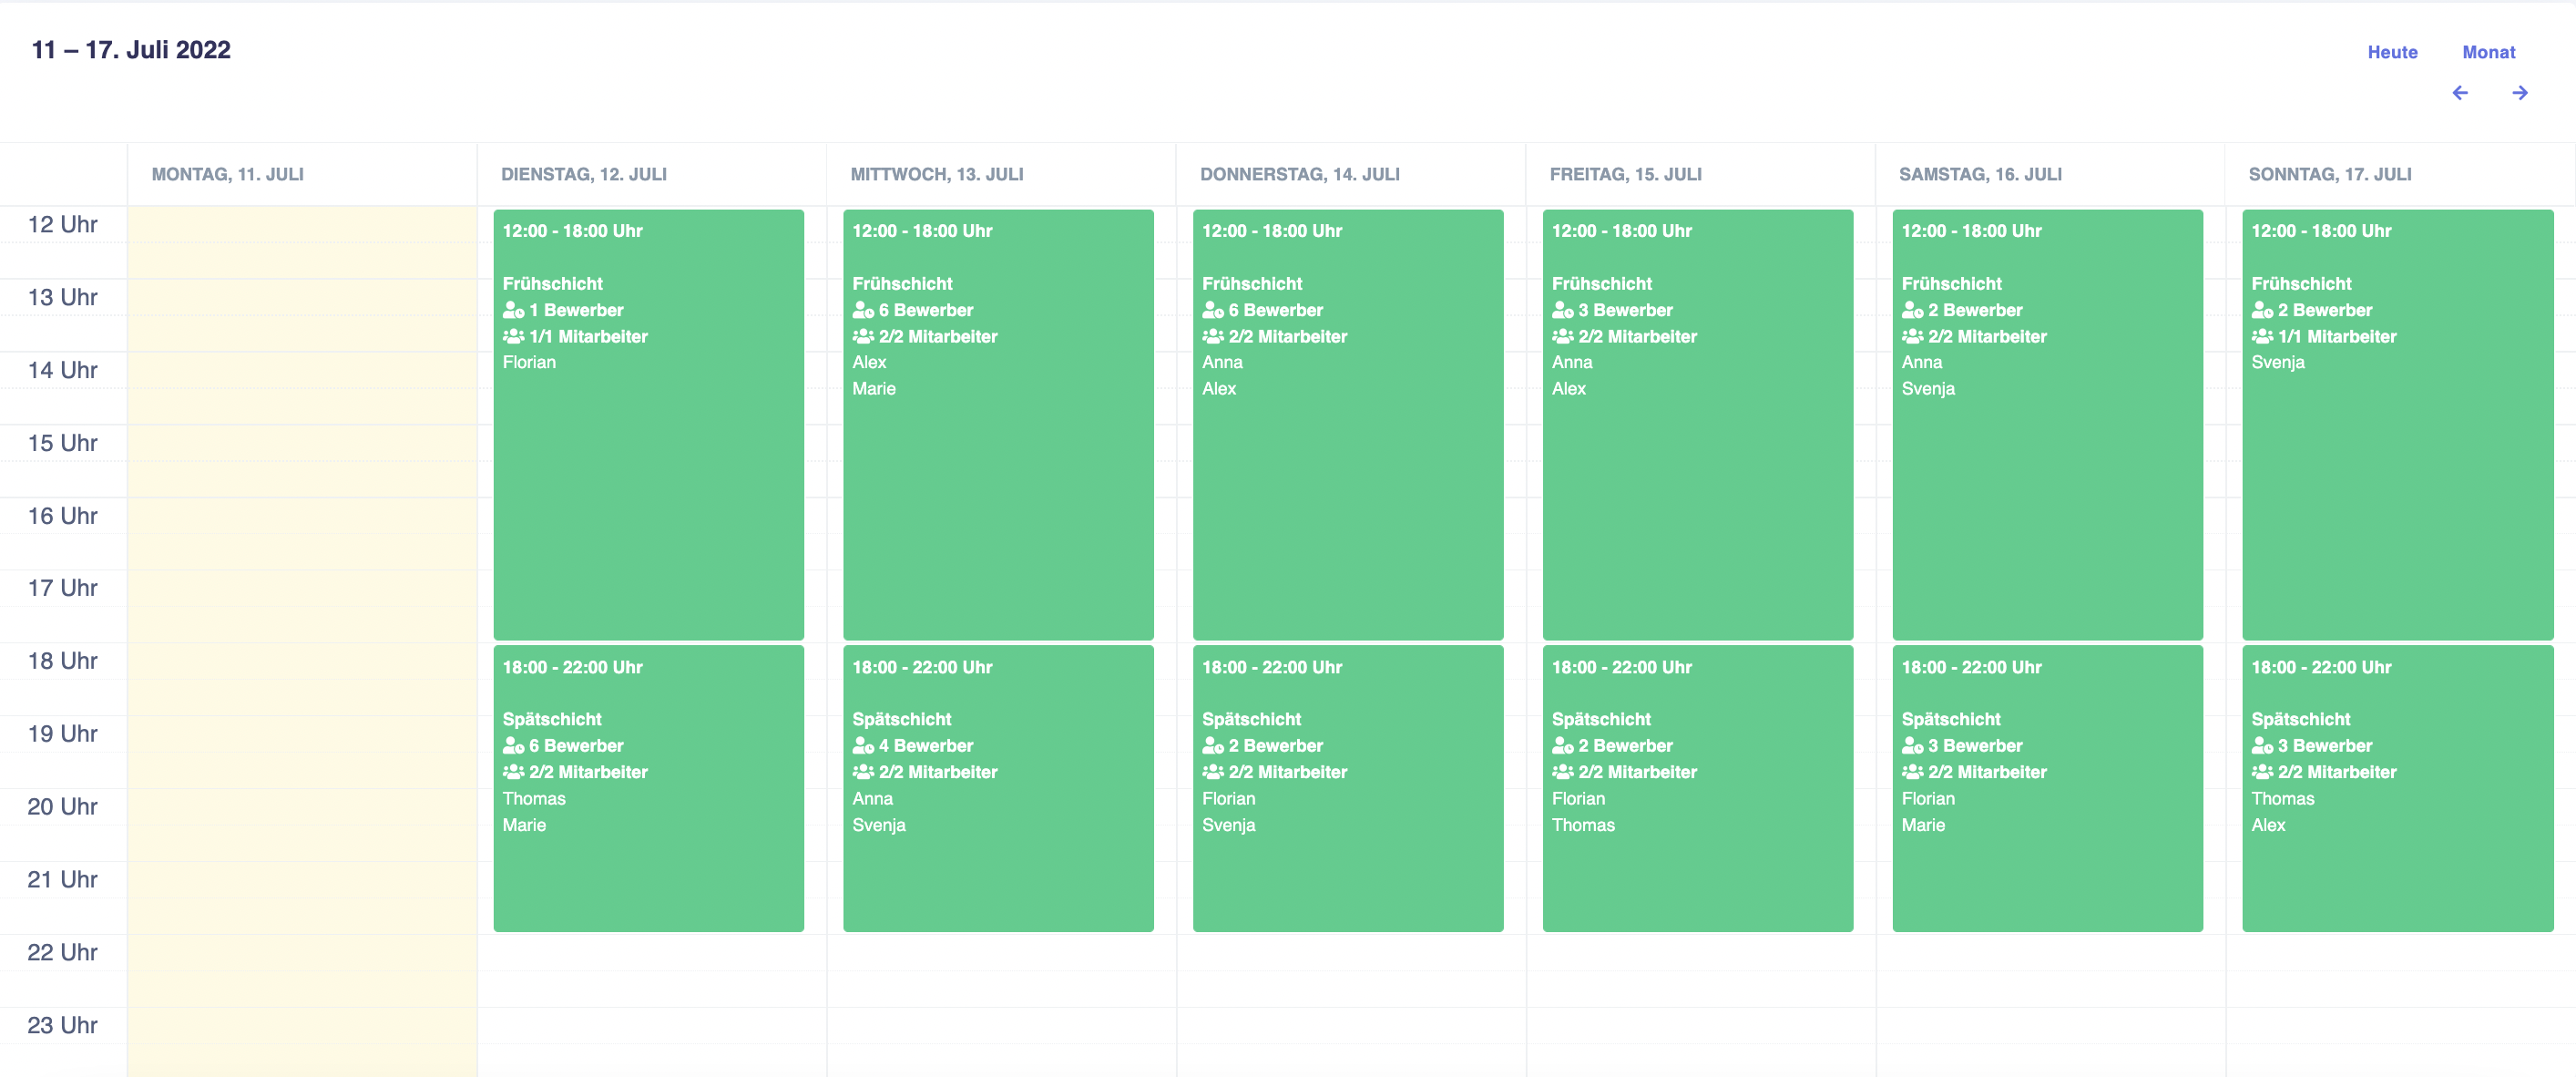 11 – 17. Juli 2022
Heute
Monat
MONTAG, 11. JULI
DIENSTAG, 12. JULI
MITTWOCH, 13. JULI
DONNERSTAG, 14. JULI
FREITAG, 15. JULI
SAMSTAG, 16. JULI
SONNTAG, 17. JULI
12 Uhr
13 Uhr
14 Uhr
15 Uhr
16 Uhr
17 Uhr
18 Uhr
19 Uhr
20 Uhr
21 Uhr
22 Uhr
23 Uhr
12:00 - 18:00 Uhr
Frühschicht
1 Bewerber
1/1 Mitarbeiter
Florian
18:00 - 22:00 Uhr
Spätschicht
6 Bewerber
2/2 Mitarbeiter
Thomas
Marie
12:00 - 18:00 Uhr
Frühschicht
6 Bewerber
2/2 Mitarbeiter
Alex
Marie
18:00 - 22:00 Uhr
Spätschicht
4 Bewerber
2/2 Mitarbeiter
Anna
Svenja
12:00 - 18:00 Uhr
Frühschicht
6 Bewerber
2/2 Mitarbeiter
Anna
Alex
18:00 - 22:00 Uhr
Spätschicht
2 Bewerber
2/2 Mitarbeiter
Florian
Svenja
12:00 - 18:00 Uhr
Frühschicht
3 Bewerber
2/2 Mitarbeiter
Anna
Alex
18:00 - 22:00 Uhr
Spätschicht
2 Bewerber
2/2 Mitarbeiter
Florian
Thomas
12:00 - 18:00 Uhr
Frühschicht
2 Bewerber
2/2 Mitarbeiter
Anna
Svenja
18:00 - 22:00 Uhr
Spätschicht
3 Bewerber
2/2 Mitarbeiter
Florian
Marie
12:00 - 18:00 Uhr
Frühschicht
2 Bewerber
1/1 Mitarbeiter
Svenja
18:00 - 22:00 Uhr
Spätschicht
3 Bewerber
2/2 Mitarbeiter
Thomas
Alex